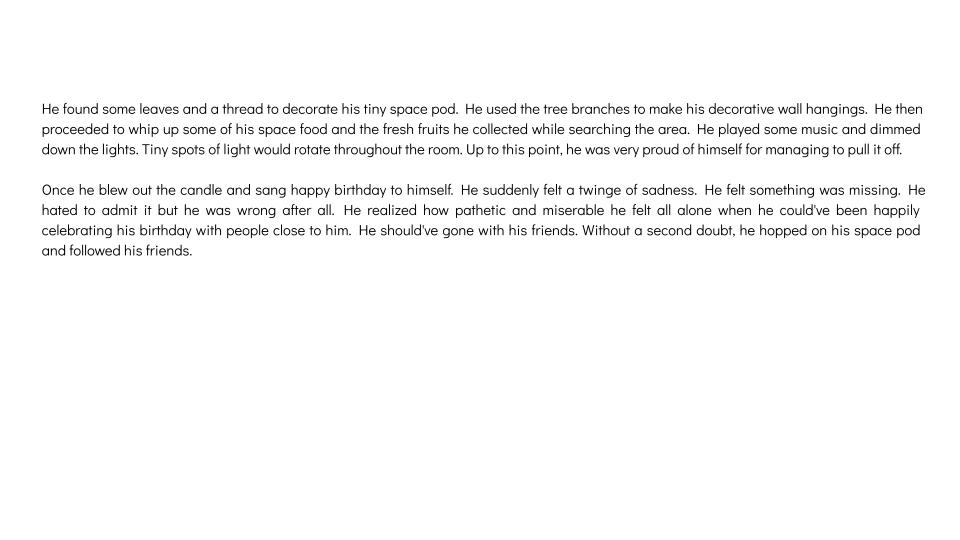 He found some leaves and a thread to decorate his tiny space pod. He used the tree branches to make his decorative wall hangings. He then
proceeded to whip up some of his space food and the fresh fruits he collected while searching the area. He played some music and dimmed
down the lights. Tiny spots of light would rotate throughout the room. Up to this point, he was very proud of himself for managing to pull it off.
Once he blew out the candle and sang happy birthday to himself. He suddenly felt a twinge of sadness. He felt something was missing. He
hated to admit it but he was wrong after all. He realized how pathetic and miserable he felt all alone when he could've been happily
celebrating his birthday with people close to him. He should've gone with his friends. Without a second doubt, he hopped on his space pod
and followed his friends.